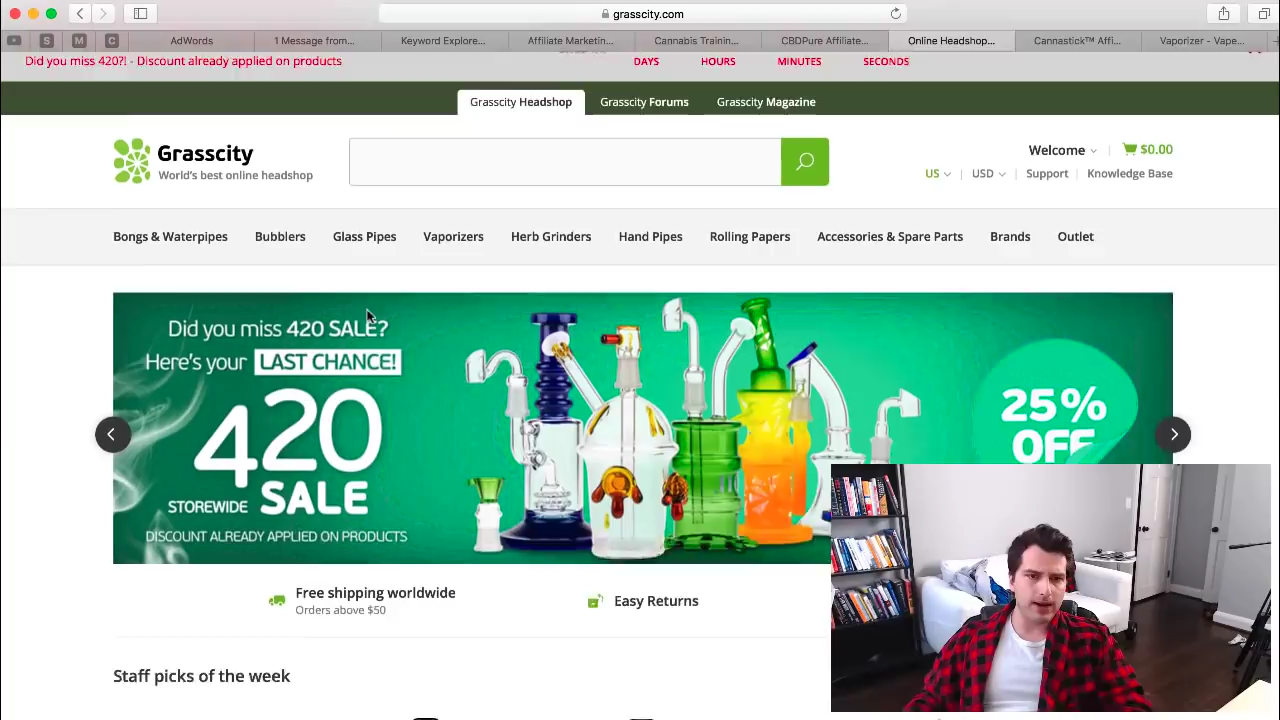 grasscity.com
S M C AdWords 1 Message from... Keyword Explore... Affiliate Marketin... Cannabis Training... CBDPure Affiliate... Online Headshop... Cannastick™ Affi... Vaporizer - Vape...
Did you miss 420?! - Discount already applied on products DAYS HOURS MINUTES SECONDS
Grasscity Headshop Grasscity Forums Grasscity Magazine
Grasscity
World's best online headshop
Welcome $0.00
US USD Support Knowledge Base
Bongs & Waterpipes Bubblers Glass Pipes Vaporizers Herb Grinders Hand Pipes Rolling Papers Accessories & Spare Parts Brands Outlet
Did you miss 420 SALE?
Here's your LAST CHANCE!
420
STOREWIDE SALE
DISCOUNT ALREADY APPLIED ON PRODUCTS
25%
OFF
Free shipping worldwide
Orders above $50
Easy Returns
Staff picks of the week